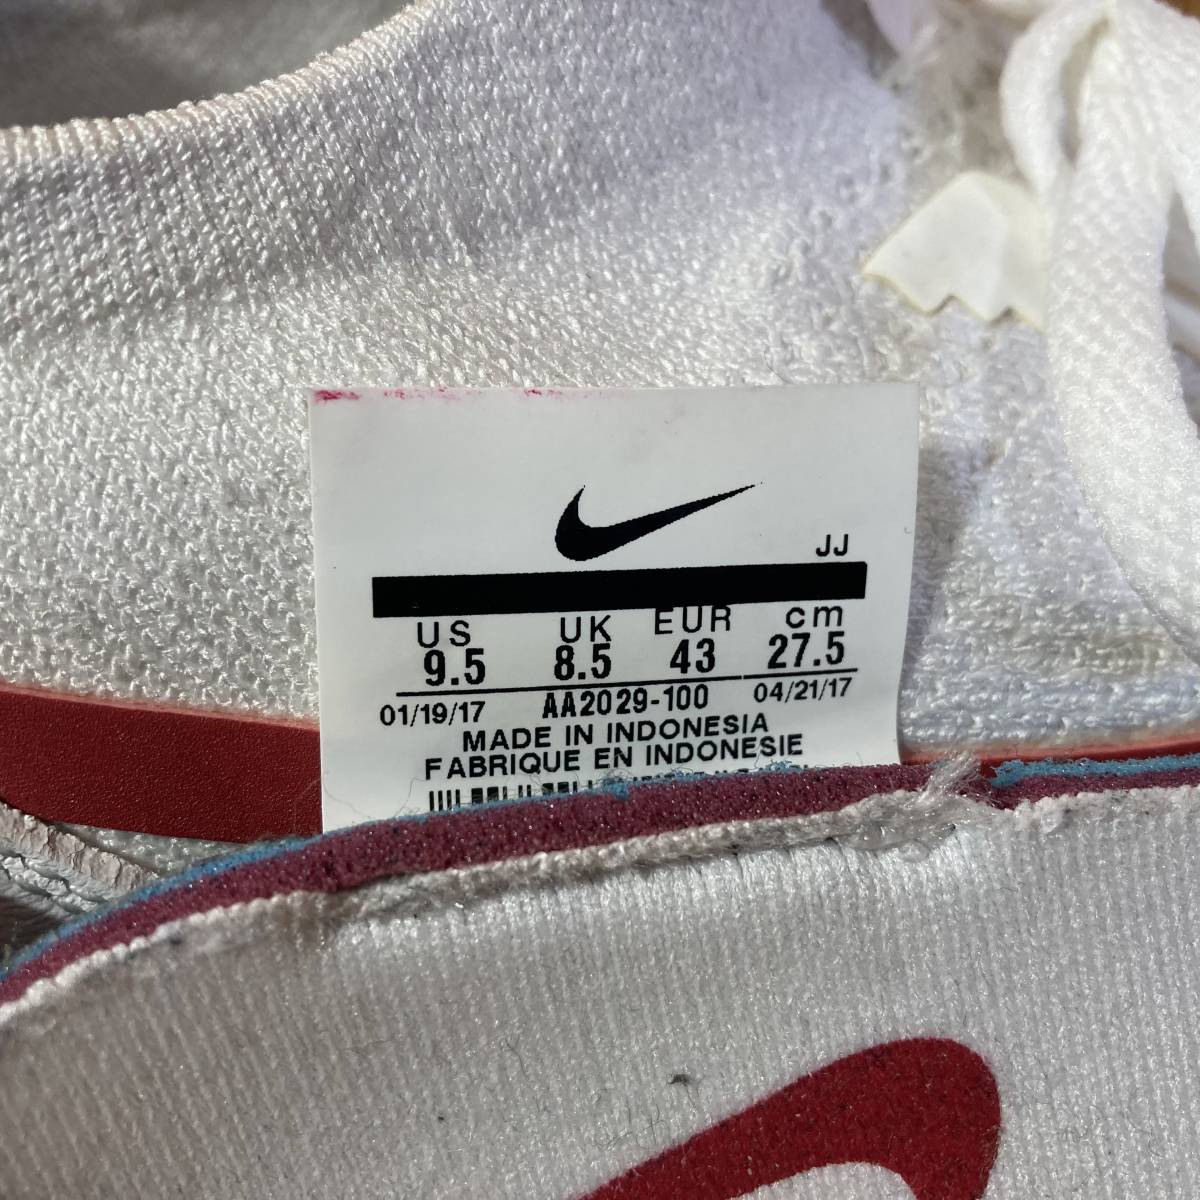 JJ
US UK EUR cm
9.5 8.5 43 27.5
01/19/17 AA2029-100 04/21/17
MADE IN INDONESIA
FABRIQUE EN INDONESIE